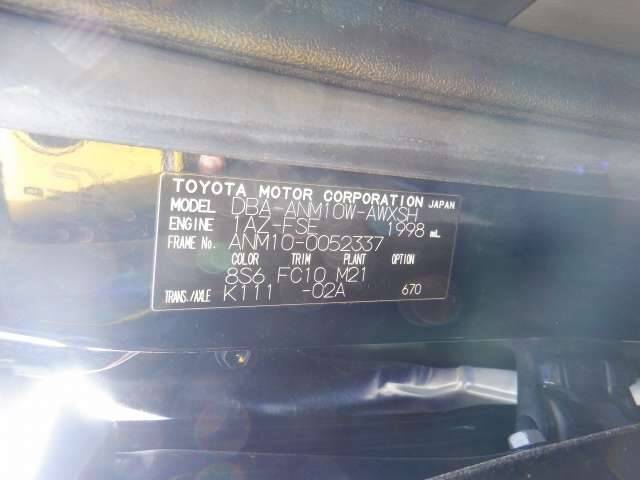 TOYOTA MOTOR CORPORATION JAPAN
MODEL DBA-ANM10W-AWXSH
ENGINE 1AZ-FSE 1998 mL
FRAME No. ANM10-0052337
COLOR TRIM PLANT OPTION
8S6 FC10 M21
TRANS./AXLE K111 -02A 670